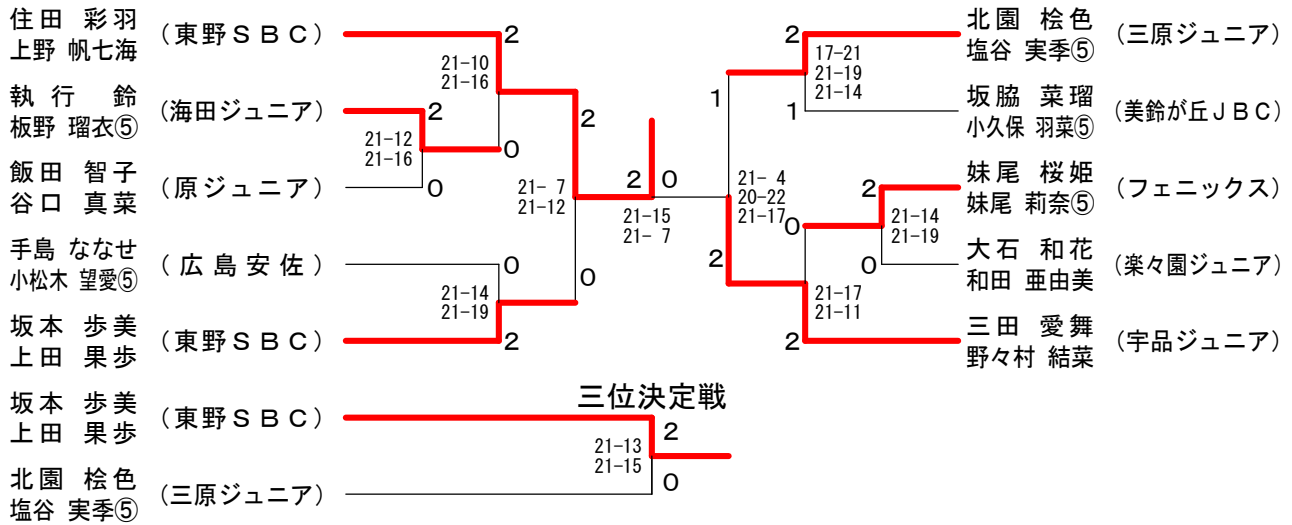 住田 彩羽
上野 帆七海
(東野ＳＢＣ)
2
21-10
21-16
執行 鈴
板野 瑠衣⑤
(海田ジュニア)
2
21-12
21-16
0
飯田 智子
谷口 真菜
(原ジュニア)
0
2
21- 7
21-12
0
手島 ななせ
小松木 望愛⑤
(広島安佐)
0
21-14
21-19
坂本 歩美
上田 果歩
(東野ＳＢＣ)
2
2 0
21-15
21- 7
北園 桧色
塩谷 実季⑤
(三原ジュニア)
2
17-21
21-19
21-14
坂脇 菜瑠
小久保 羽菜⑤
(美鈴が丘ＪＢＣ)
1
1
21- 4
20-22
21-17
2
妹尾 桜姫
妹尾 莉奈⑤
(フェニックス)
2
21-14
21-19
0
大石 和花
和田 亜由美
(楽々園ジュニア)
0
21-17
21-11
三田 愛舞
野々村 結菜
(宇品ジュニア)
2
三位決定戦
坂本 歩美
上田 果歩
(東野ＳＢＣ)
2
21-13
21-15
北園 桧色
塩谷 実季⑤
(三原ジュニア)
0